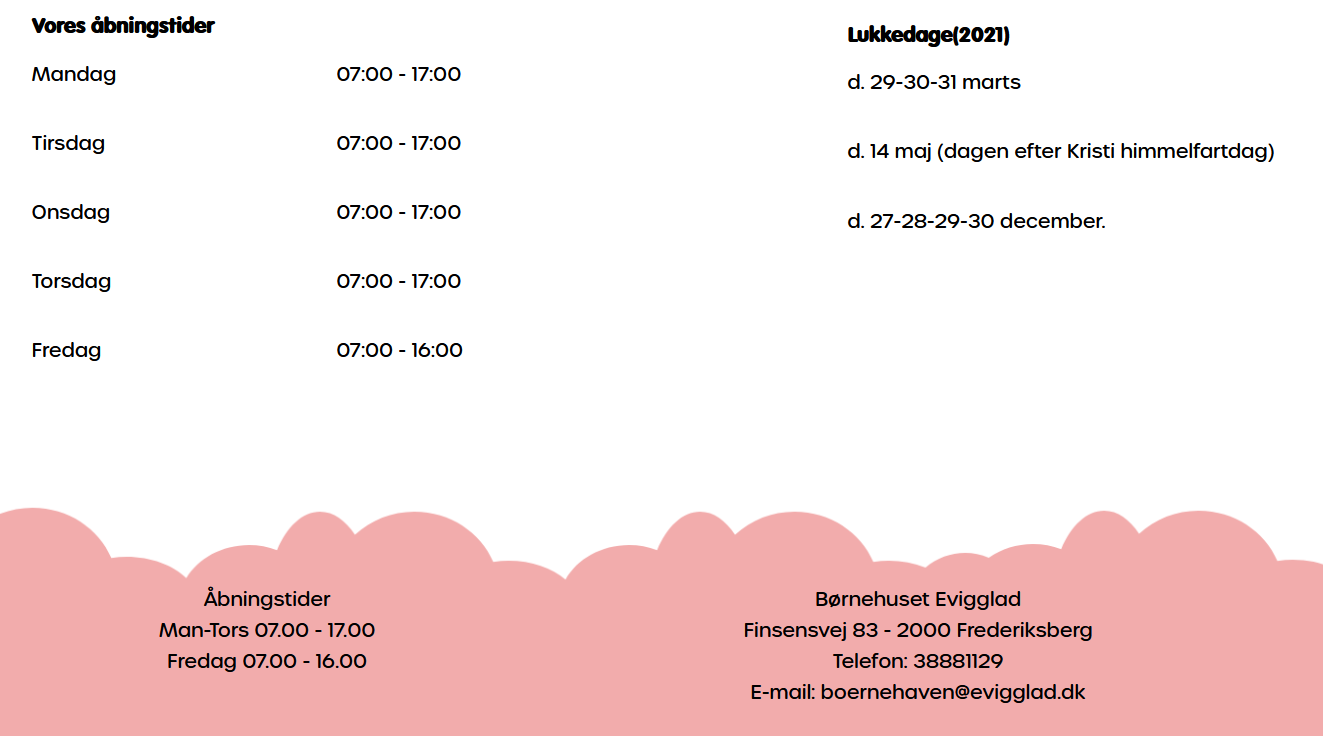 Vores åbningstider
Mandag 07:00 - 17:00
Tirsdag 07:00 - 17:00
Onsdag 07:00 - 17:00
Torsdag 07:00 - 17:00
Fredag 07:00 - 16:00
Lukkedage(2021)
d. 29-30-31 marts
d. 14 maj (dagen efter Kristi himmelfartdag)
d. 27-28-29-30 december.
Åbningstider
Man-Tors 07.00 - 17.00
Fredag 07.00 - 16.00
Børnehuset Evigglad
Finsensvej 83 - 2000 Frederiksberg
Telefon: 38881129
E-mail: boernehaven@evigglad.dk